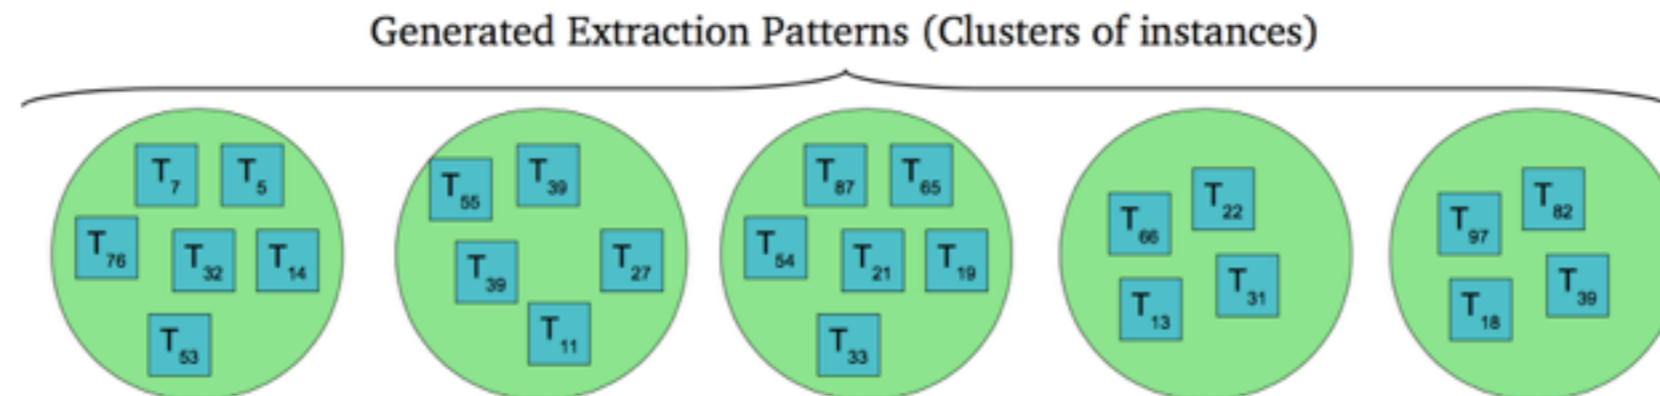 Generated Extraction Patterns (Clusters of instances)
T7 T5
T76 T32 T14
T53
T55 T39
T39 T27
T11
T87 T65
T54 T21 T19
T33
T66 T22
T13 T31
T97 T82
T18 T39